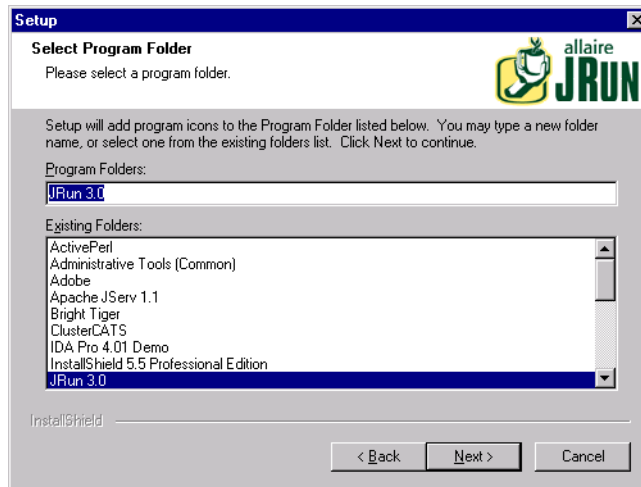 Setup
Select Program Folder
Please select a program folder.
allaire
JRUN
Setup will add program icons to the Program Folder listed below. You may type a new folder
name, or select one from the existing folders list. Click Next to continue.
Program Folders:
JRun 3.0
Existing Folders:
ActivePerl
Administrative Tools (Common)
Adobe
Apache JServ 1.1
Bright Tiger
ClusterCATS
IDA Pro 4.01 Demo
InstallShield 5.5 Professional Edition
JRun 3.0
InstallShield
< Back
Next >
Cancel